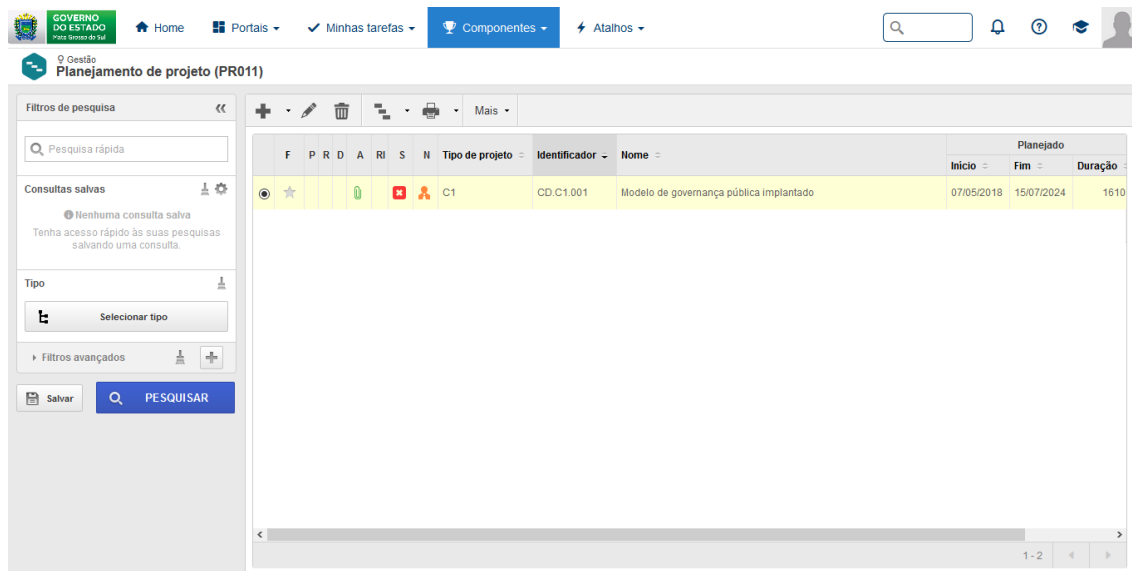 GOVERNO
DO ESTADO
Mato Grosso do Sul
Home
Portais
Minhas tarefas
Componentes
Atalhos
Gestão
Planejamento de projeto (PR011)
Filtros de pesquisa
Pesquisa rápida
Consultas salvas
Nenhuma consulta salva
Tenha acesso rápido às suas pesquisas
salvando uma consulta.
Tipo
Selecionar tipo
Filtros avançados
Salvar
PESQUISAR
Mais
Planejado
F P R D A RI S N Tipo de projeto Identificador Nome Início Fim Duração
C1 CD.C1.001 Modelo de governança pública implantado 07/05/2018 15/07/2024 1610
1 - 2